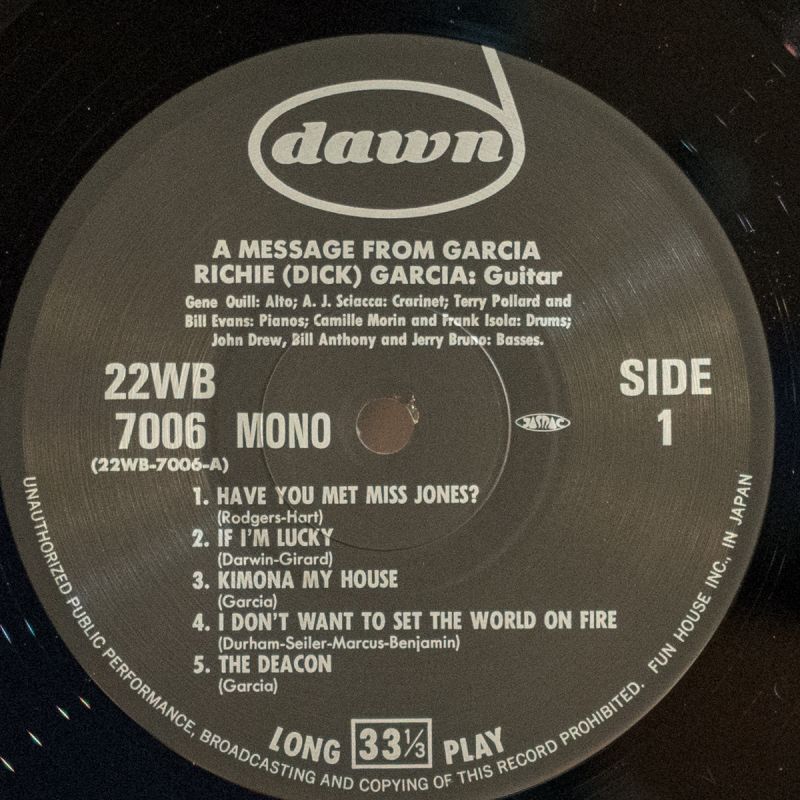 dawn
A MESSAGE FROM GARCIA
RICHIE (DICK) GARCIA: Guitar
Gene Quill: Alto; A. J. Sciacca: Crarinet; Terry Pollard and
Bill Evans: Pianos; Camille Morin and Frank Isola: Drums;
John Drew, Bill Anthony and Jerry Bruno: Basses.
22WB
7006 MONO
(22WB-7006-A)
SIDE
1
JASRAC
1. HAVE YOU MET MISS JONES?
(Rodgers-Hart)
2. IF I'M LUCKY
(Darwin-Girard)
3. KIMONA MY HOUSE
(Garcia)
4. I DON'T WANT TO SET THE WORLD ON FIRE
(Durham-Seiler-Marcus-Benjamin)
5. THE DEACON
(Garcia)
LONG 33 1/3 PLAY
UNAUTHORIZED PUBLIC PERFORMANCE, BROADCASTING AND COPYING OF THIS RECORD PROHIBITED. FUN HOUSE INC., IN JAPAN